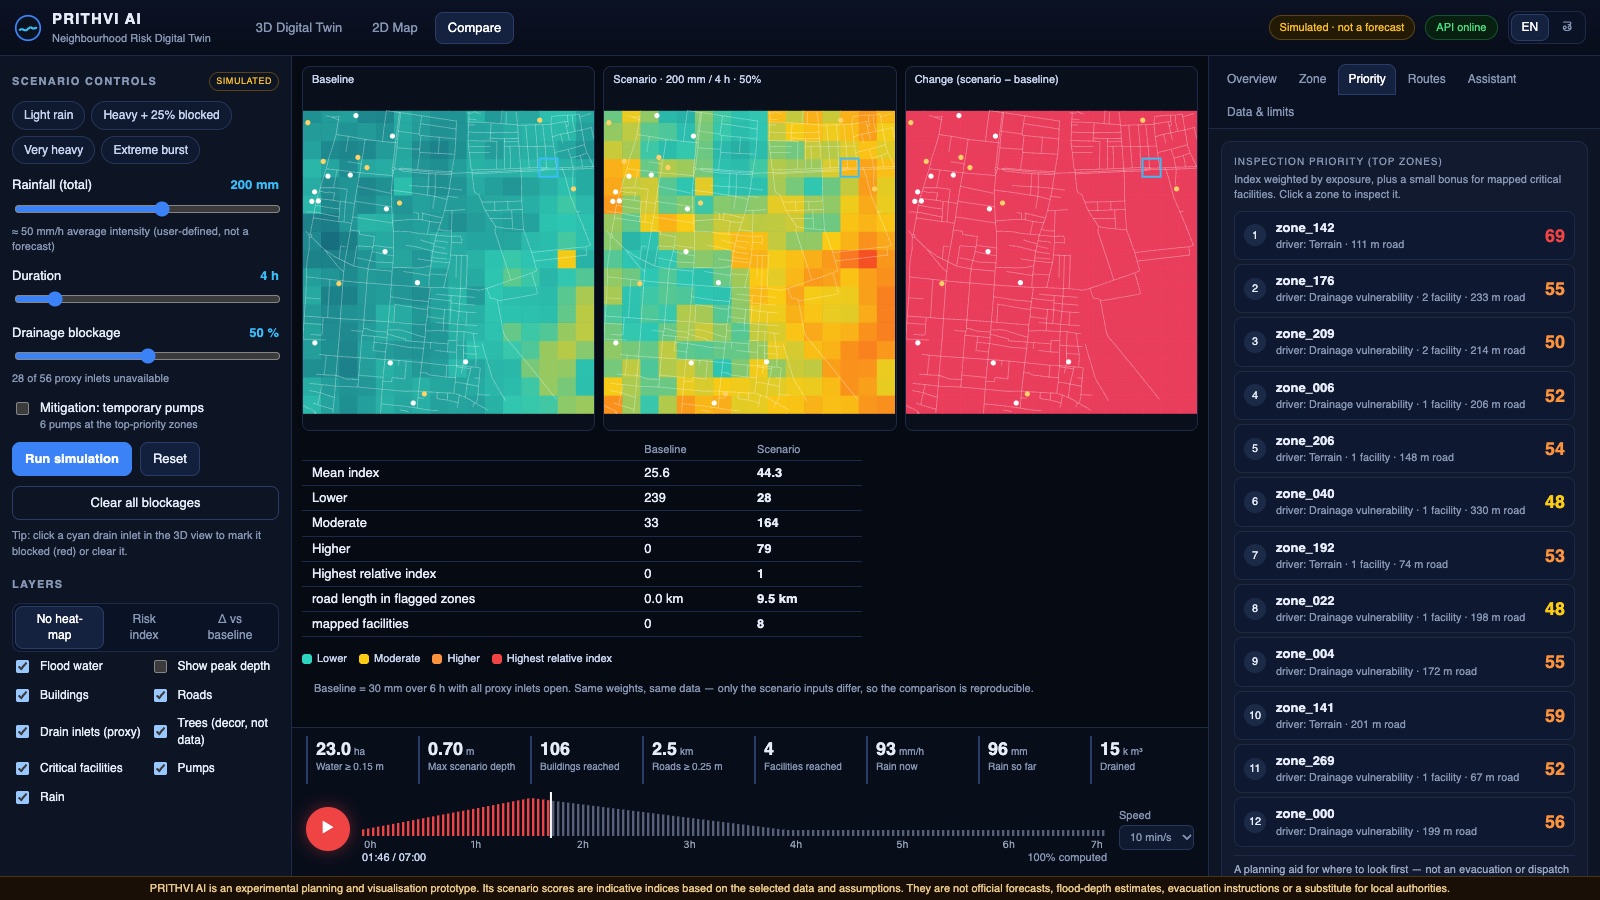 PRITHVI AI
Neighbourhood Risk Digital Twin
3D Digital Twin
2D Map
Compare
Simulated · not a forecast
API online
EN
SCENARIO CONTROLS
SIMULATED
Light rain
Heavy + 25% blocked
Very heavy
Extreme burst
Rainfall (total)
200 mm
≈ 50 mm/h average intensity (user-defined, not a
forecast)
Duration
4 h
Drainage blockage
50 %
28 of 56 proxy inlets unavailable
Mitigation: temporary pumps
6 pumps at the top-priority zones
Run simulation
Reset
Clear all blockages
Tip: click a cyan drain inlet in the 3D view to mark it
blocked (red) or clear it.
LAYERS
No heat-
map
Risk
index
Δ vs
baseline
Flood water
Show peak depth
Buildings
Roads
Drain inlets (proxy)
Trees (decor, not
data)
Critical facilities
Pumps
Rain
Baseline
Scenario · 200 mm / 4 h · 50%
Change (scenario – baseline)
Baseline Scenario
Mean index 25.6 44.3
Lower 239 28
Moderate 33 164
Higher 0 79
Highest relative index 0 1
road length in flagged zones 0.0 km 9.5 km
mapped facilities 0 8
Lower Moderate Higher Highest relative index
Baseline = 30 mm over 6 h with all proxy inlets open. Same weights, same data — only the scenario inputs differ, so the comparison is reproducible.
23.0 ha
Water ≥ 0.15 m
0.70 m
Max scenario depth
106
Buildings reached
2.5 km
Roads ≥ 0.25 m
4
Facilities reached
93 mm/h
Rain now
96 mm
Rain so far
15 k m³
Drained
0h 1h 2h 3h 4h 5h 6h 7h
01:46 / 07:00
100% computed
Speed
10 min/s
Overview
Zone
Priority
Routes
Assistant
Data & limits
INSPECTION PRIORITY (TOP ZONES)
Index weighted by exposure, plus a small bonus for mapped critical
facilities. Click a zone to inspect it.
1 zone_142 69
driver: Terrain · 111 m road
2 zone_176 55
driver: Drainage vulnerability · 2 facility · 233 m road
3 zone_209 50
driver: Drainage vulnerability · 2 facility · 214 m road
4 zone_006 52
driver: Drainage vulnerability · 1 facility · 206 m road
5 zone_206 54
driver: Terrain · 1 facility · 148 m road
6 zone_040 48
driver: Drainage vulnerability · 1 facility · 330 m road
7 zone_192 53
driver: Terrain · 1 facility · 74 m road
8 zone_022 48
driver: Drainage vulnerability · 1 facility · 198 m road
9 zone_004 55
driver: Drainage vulnerability · 172 m road
10 zone_141 59
driver: Terrain · 201 m road
11 zone_269 52
driver: Drainage vulnerability · 1 facility · 67 m road
12 zone_000 56
driver: Drainage vulnerability · 199 m road
A planning aid for where to look first — not an evacuation or dispatch
PRITHVI AI is an experimental planning and visualisation prototype. Its scenario scores are indicative indices based on the selected data and assumptions. They are not official forecasts, flood-depth estimates, evacuation instructions or a substitute for local authorities.